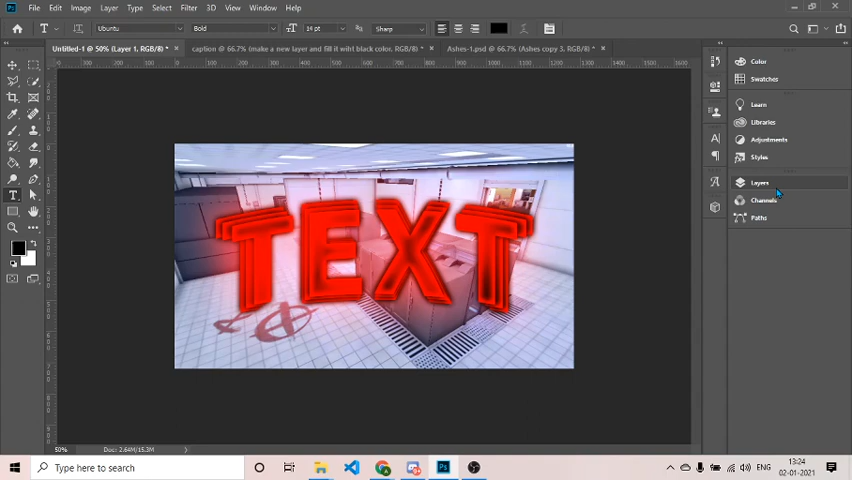 File Edit Image Layer Type Select Filter 3D View Window Help
Ubuntu Bold 14 pt Sharp
Untitled-1 @ 50% (Layer 1, RGB/8) * caption @ 66.7% (make a new layer and fill it wiht black color, RGB/8) * Ashes-1.psd @ 66.7% (Ashes copy 3, RGB/8) *
Color
Swatches
Learn
Libraries
Adjustments
Styles
Layers
Channels
Paths
TEXT
50% Doc: 2.64M/15.3M
Type here to search
ENG
13:24
02-01-2021